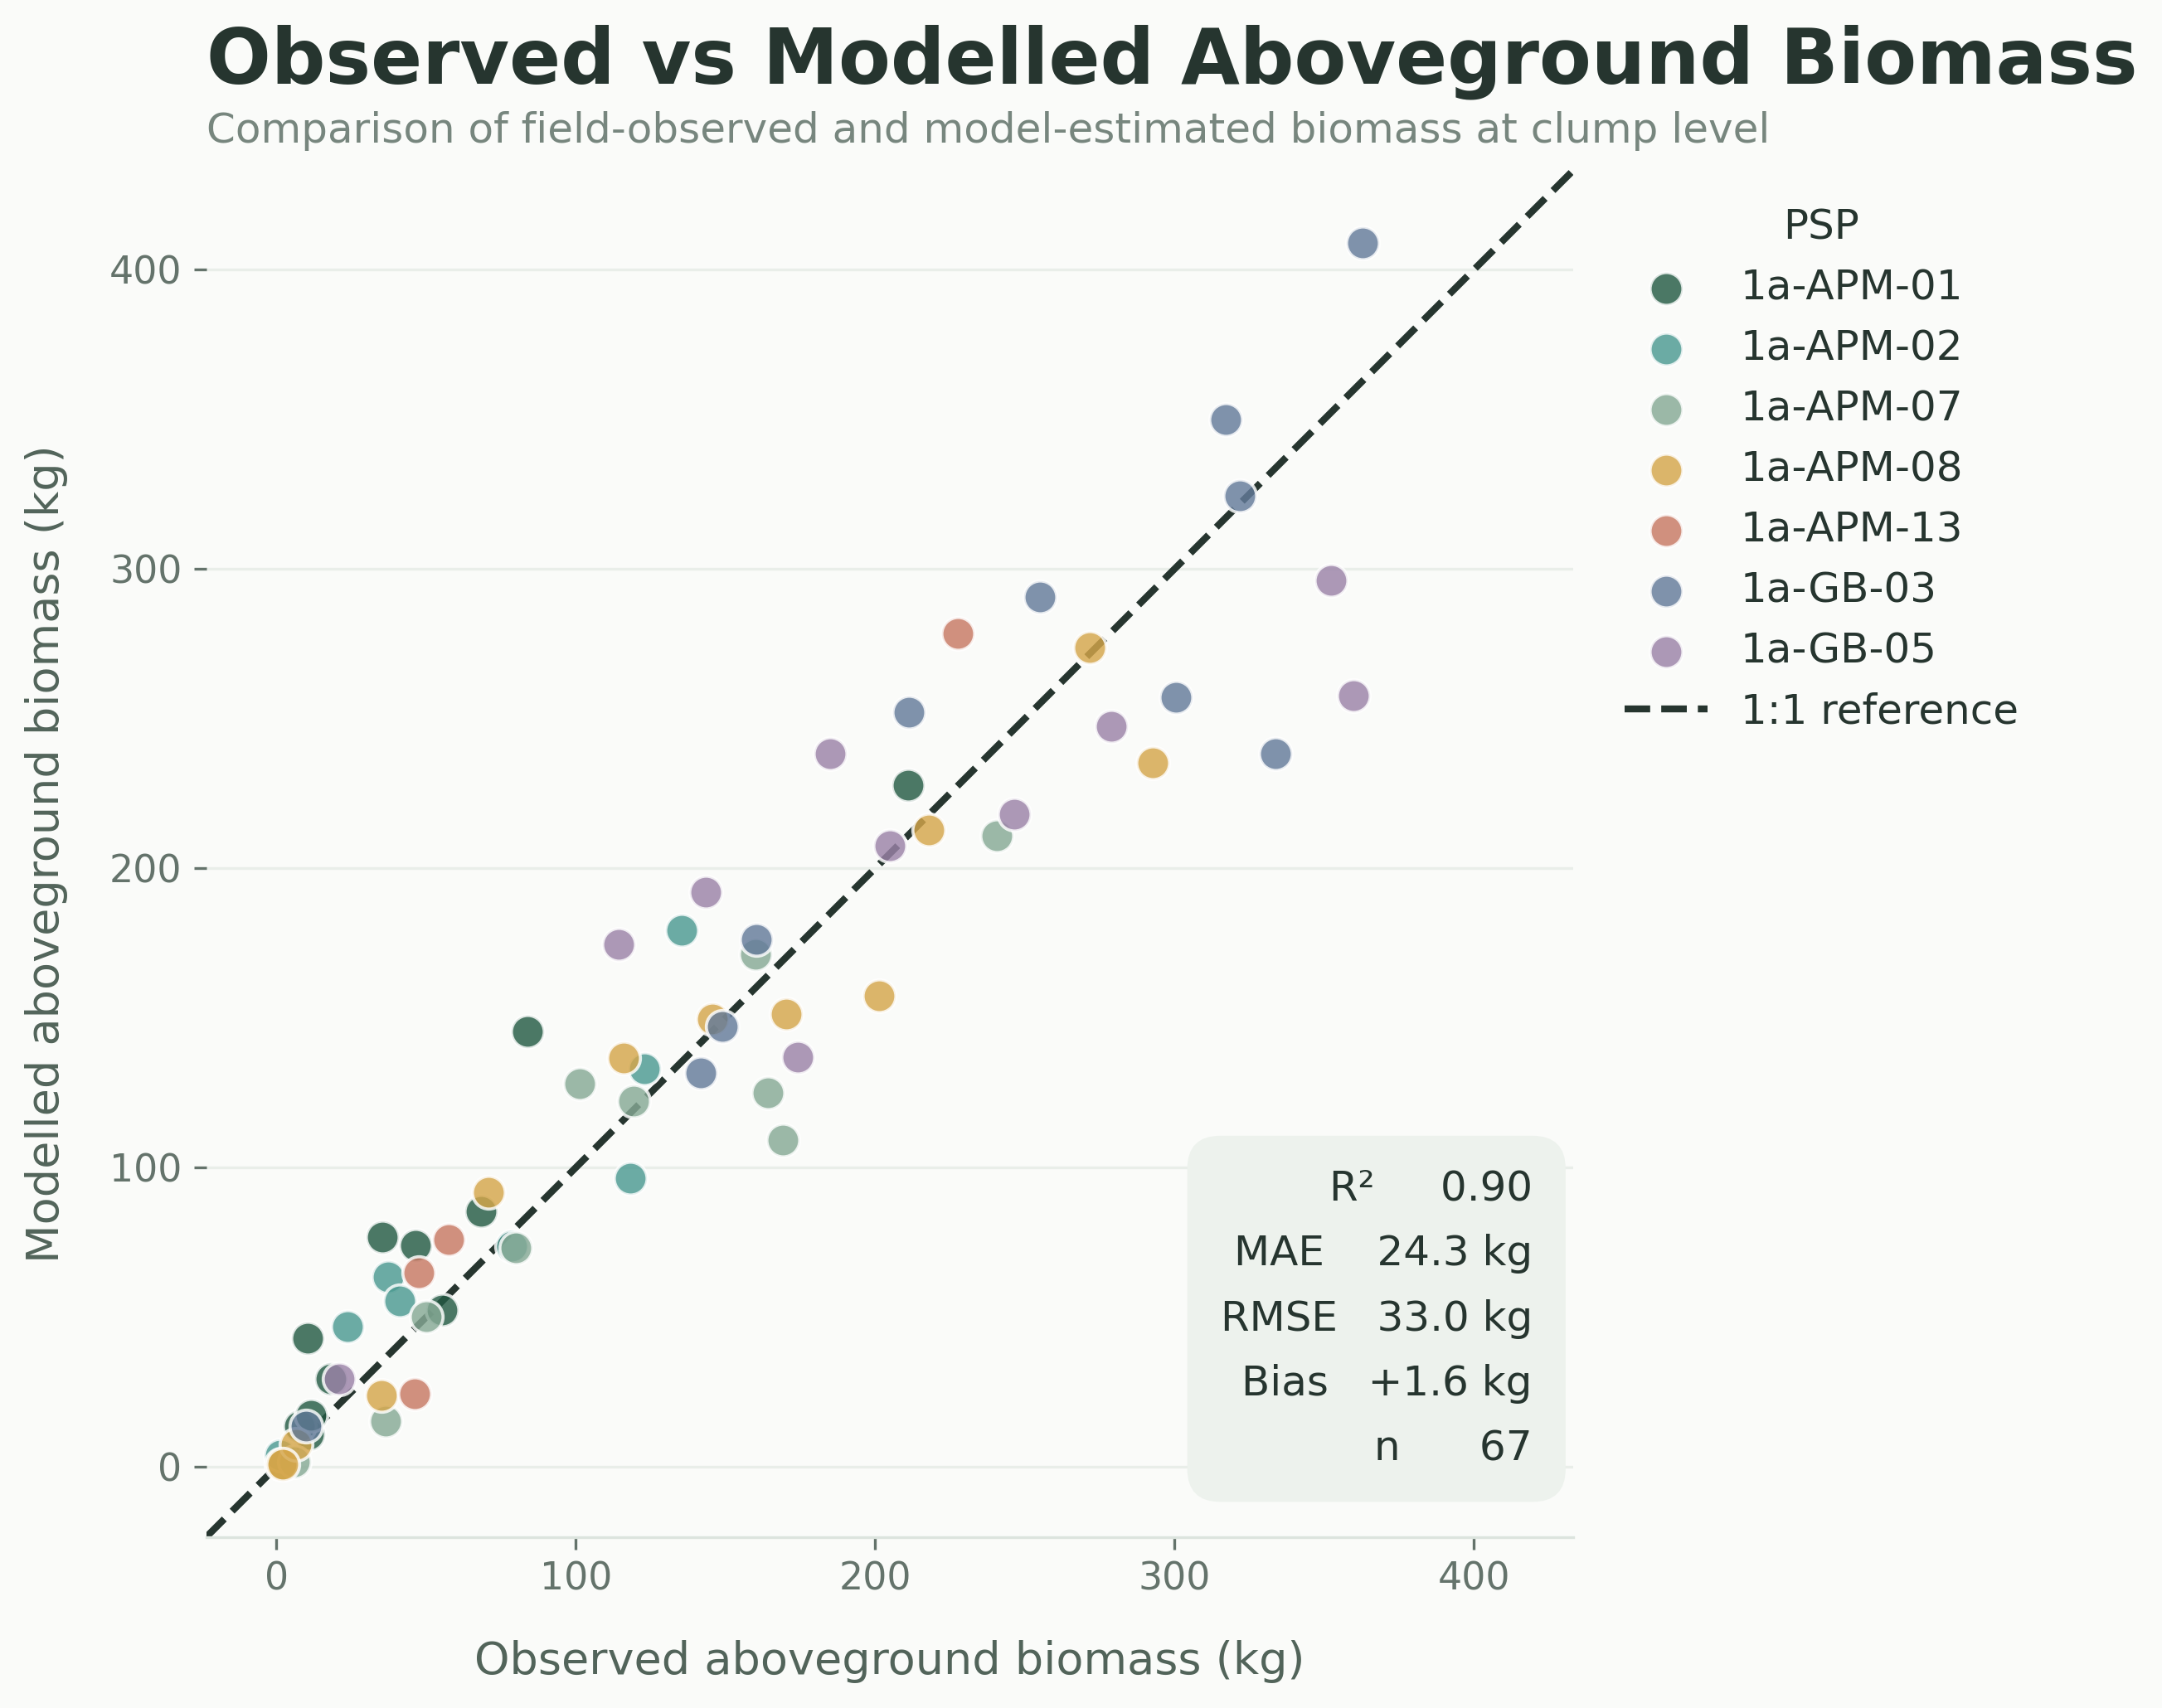 Observed vs Modelled Aboveground Biomass
Comparison of field-observed and model-estimated biomass at clump level
Modelled aboveground biomass (kg)
400
300
200
100
0
0 100 200 300 400
Observed aboveground biomass (kg)
PSP
1a-APM-01
1a-APM-02
1a-APM-07
1a-APM-08
1a-APM-13
1a-GB-03
1a-GB-05
1:1 reference
R² 0.90
MAE 24.3 kg
RMSE 33.0 kg
Bias +1.6 kg
n 67